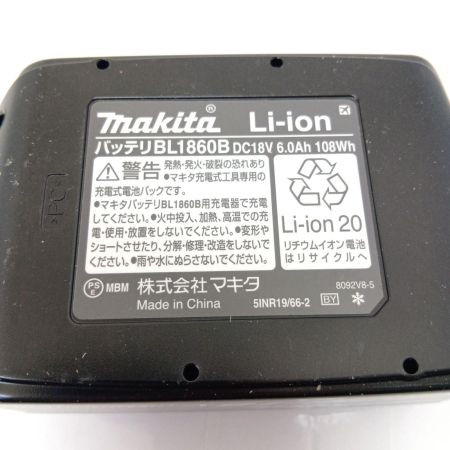 makita® Li-ion
バッテリBL1860B DC18V 6.0Ah 108Wh
⚠警告 発熱・発火・破裂の恐れあり
●マキタ充電式工具専用の
充電式電池パックです。
●マキタバッテリBL1860B用充電器で充電
してください。●火中投入、加熱、高温での充
電・使用・放置をしないでください。●変形や
ショートさせたり、分解・修理・改造をしないで
ください。●雨や水にぬらさないでください。
Li-ion 20
リチウムイオン電池
はリサイクルへ
PS
E
MBM 株式会社マキタ
Made in China
8092V8-5
5INR19/66-2 BY ✻